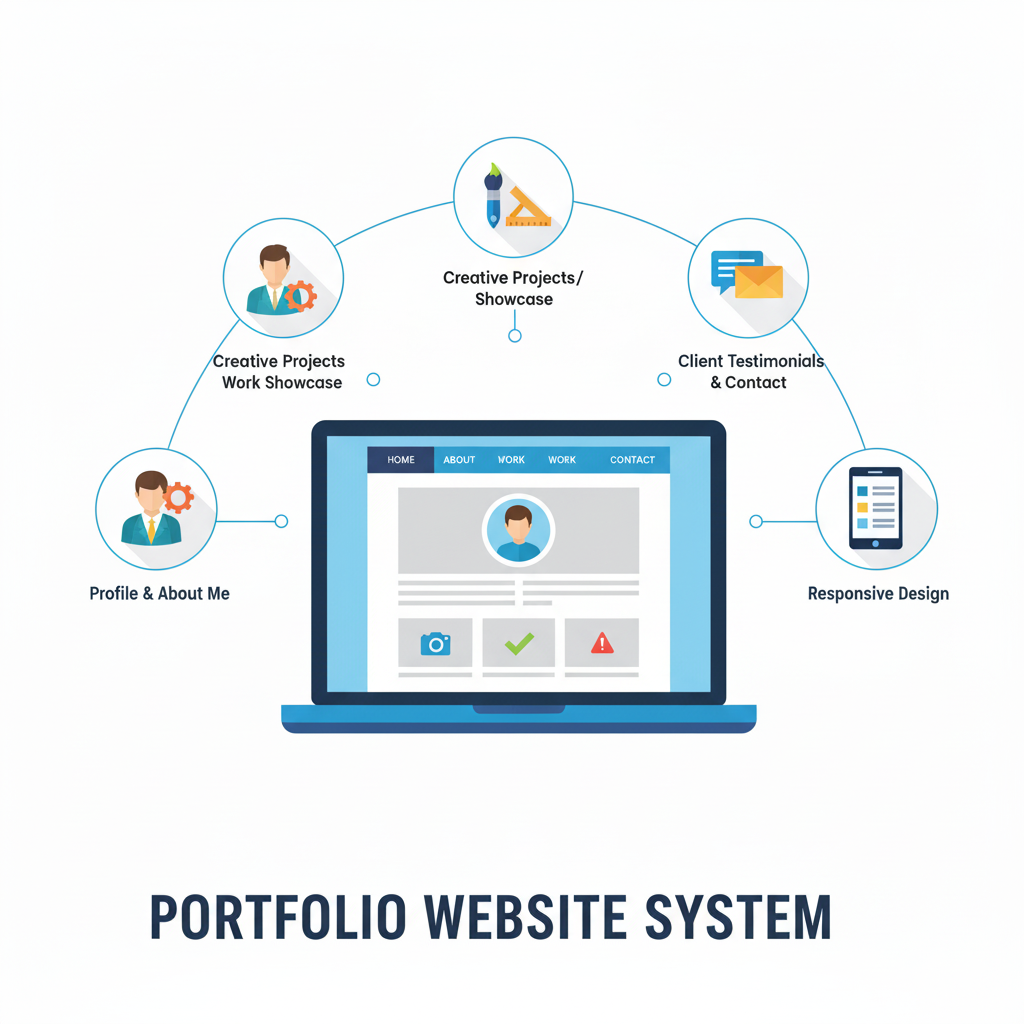 Creative Projects/
Showcase
Creative Projects
Work Showcase
Client Testimonials
& Contact
HOME ABOUT WORK WORK CONTACT
Profile & About Me
Responsive Design
PORTFOLIO WEBSITE SYSTEM